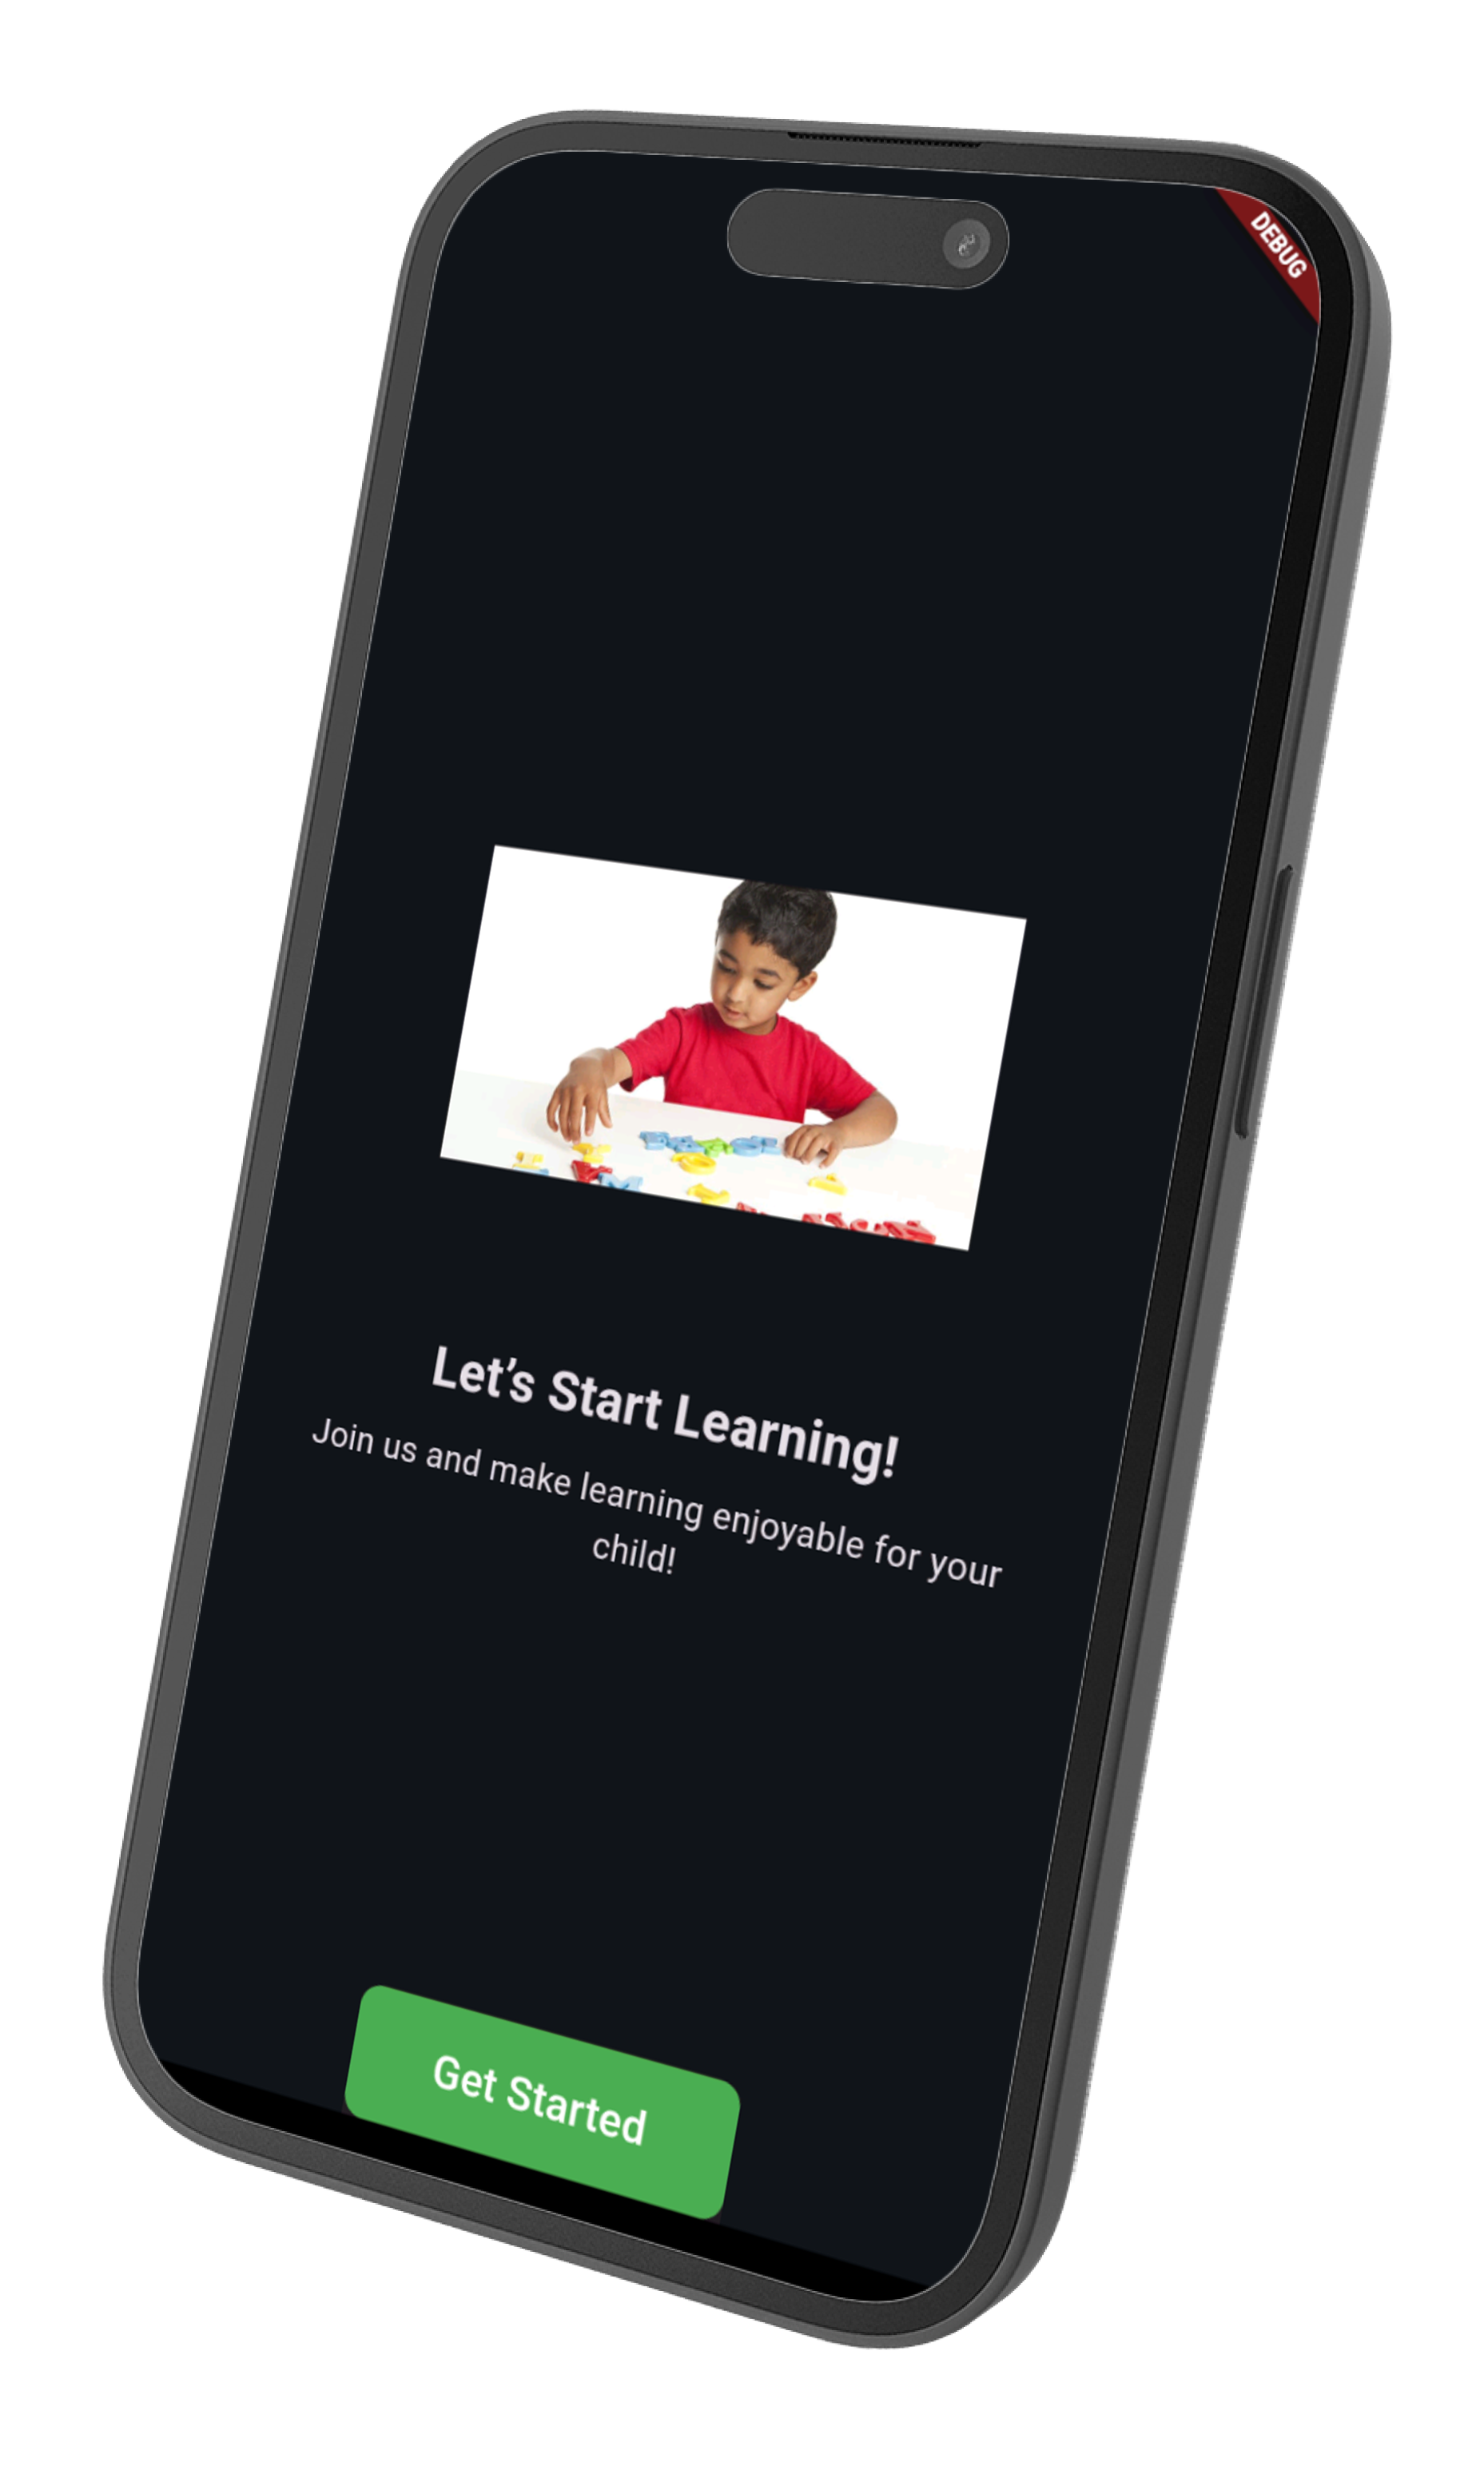 DEBUG
Let’s Start Learning!
Join us and make learning enjoyable for your
child!
Get Started